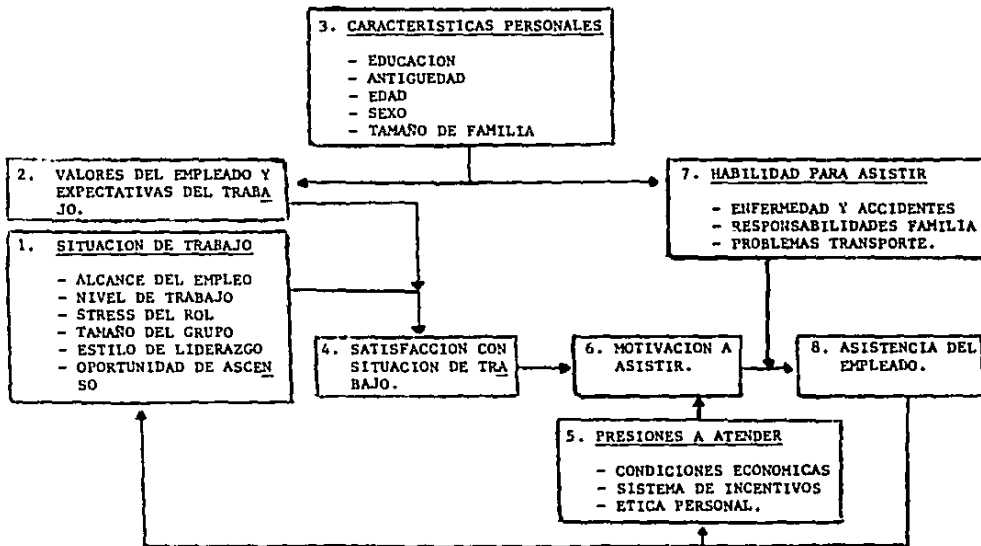 3. CARACTERISTICAS PERSONALES
- EDUCACION
- ANTIGUEDAD
- EDAD
- SEXO
- TAMAÑO DE FAMILIA
2. VALORES DEL EMPLEADO Y
EXPECTATIVAS DEL TRABA
JO.
7. HABILIDAD PARA ASISTIR
- ENFERMEDAD Y ACCIDENTES
- RESPONSABILIDADES FAMILIA
- PROBLEMAS TRANSPORTE.
1. SITUACION DE TRABAJO
- ALCANCE DEL EMPLEO
- NIVEL DE TRABAJO
- STRESS DEL ROL
- TAMAÑO DEL GRUPO
- ESTILO DE LIDERAZGO
- OPORTUNIDAD DE ASCEN
SO
4. SATISFACCION CON
SITUACION DE TRA
BAJO.
6. MOTIVACION A
ASISTIR.
8. ASISTENCIA DEL
EMPLEADO.
5. PRESIONES A ATENDER
- CONDICIONES ECONOMICAS
- SISTEMA DE INCENTIVOS
- ETICA PERSONAL.